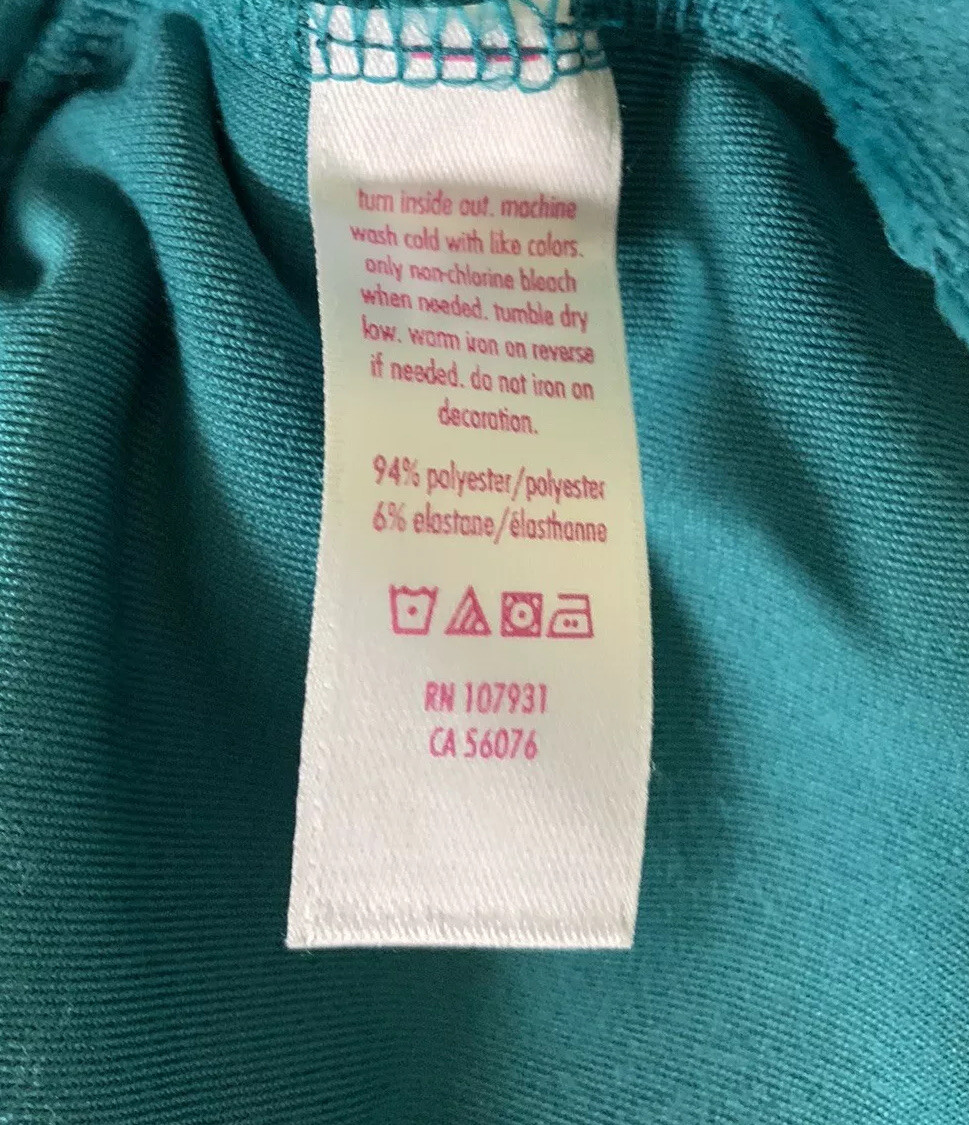 turn inside out. machine
wash cold with like colors.
only non-chlorine bleach
when needed. tumble dry
low. warm iron on reverse
if needed. do not iron on
decoration.
94% polyester/polyester
6% elastane/élasthanne
RN 107931
CA 56076